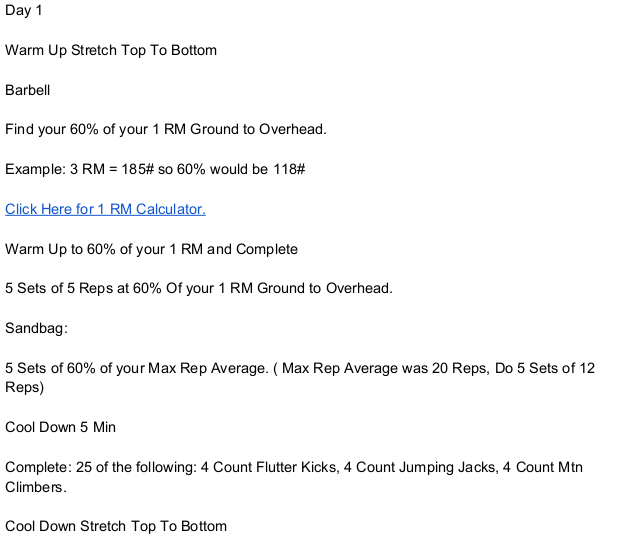 Day 1
Warm Up Stretch Top To Bottom
Barbell
Find your 60% of your 1 RM Ground to Overhead.
Example: 3 RM = 185# so 60% would be 118#
Click Here for 1 RM Calculator.
Warm Up to 60% of your 1 RM and Complete
5 Sets of 5 Reps at 60% Of your 1 RM Ground to Overhead.
Sandbag:
5 Sets of 60% of your Max Rep Average. ( Max Rep Average was 20 Reps, Do 5 Sets of 12
Reps)
Cool Down 5 Min
Complete: 25 of the following: 4 Count Flutter Kicks, 4 Count Jumping Jacks, 4 Count Mtn
Climbers.
Cool Down Stretch Top To Bottom